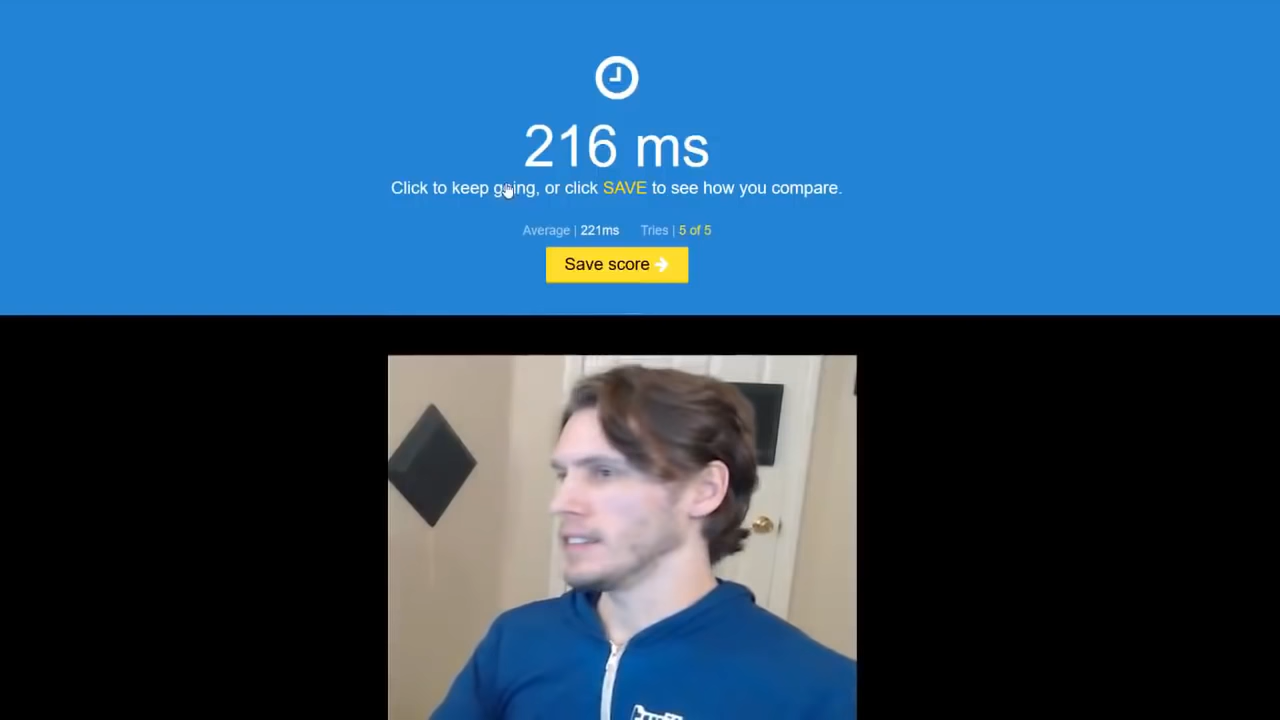 216 ms
Click to keep going, or click SAVE to see how you compare.
Average | 221ms Tries | 5 of 5
Save score